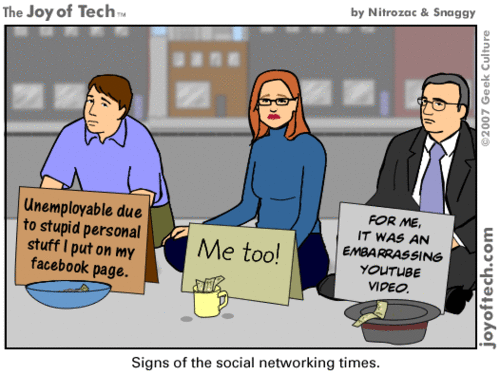 The Joy of Tech™ by Nitrozac & Snaggy
©2007 Geek Culture
Unemployable due
to stupid personal
stuff I put on my
facebook page.
Me too!
FOR ME,
IT WAS AN
EMBARRASSING
YOUTUBE
VIDEO.
joyoftech.com
Signs of the social networking times.